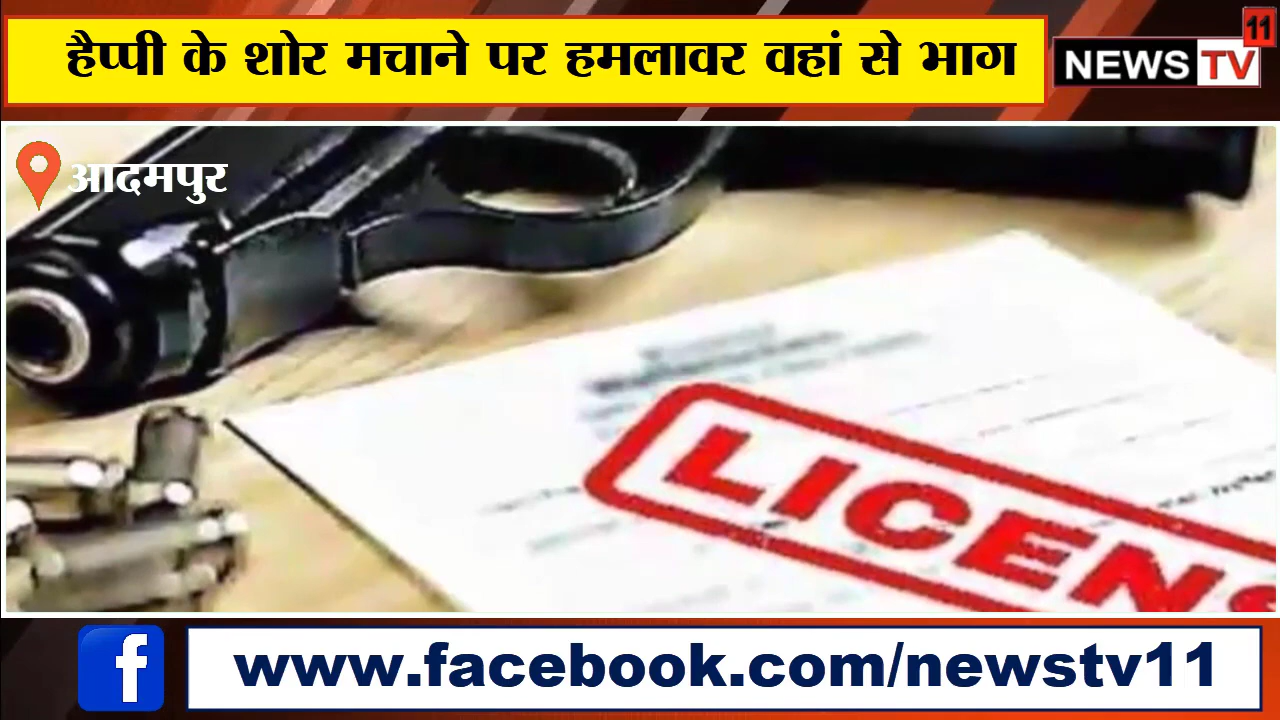 हैप्पी के शोर मचाने पर हमलावर वहां से भाग
11
NEWS TV
आदमपुर
LICENS
f www.facebook.com/newstv11